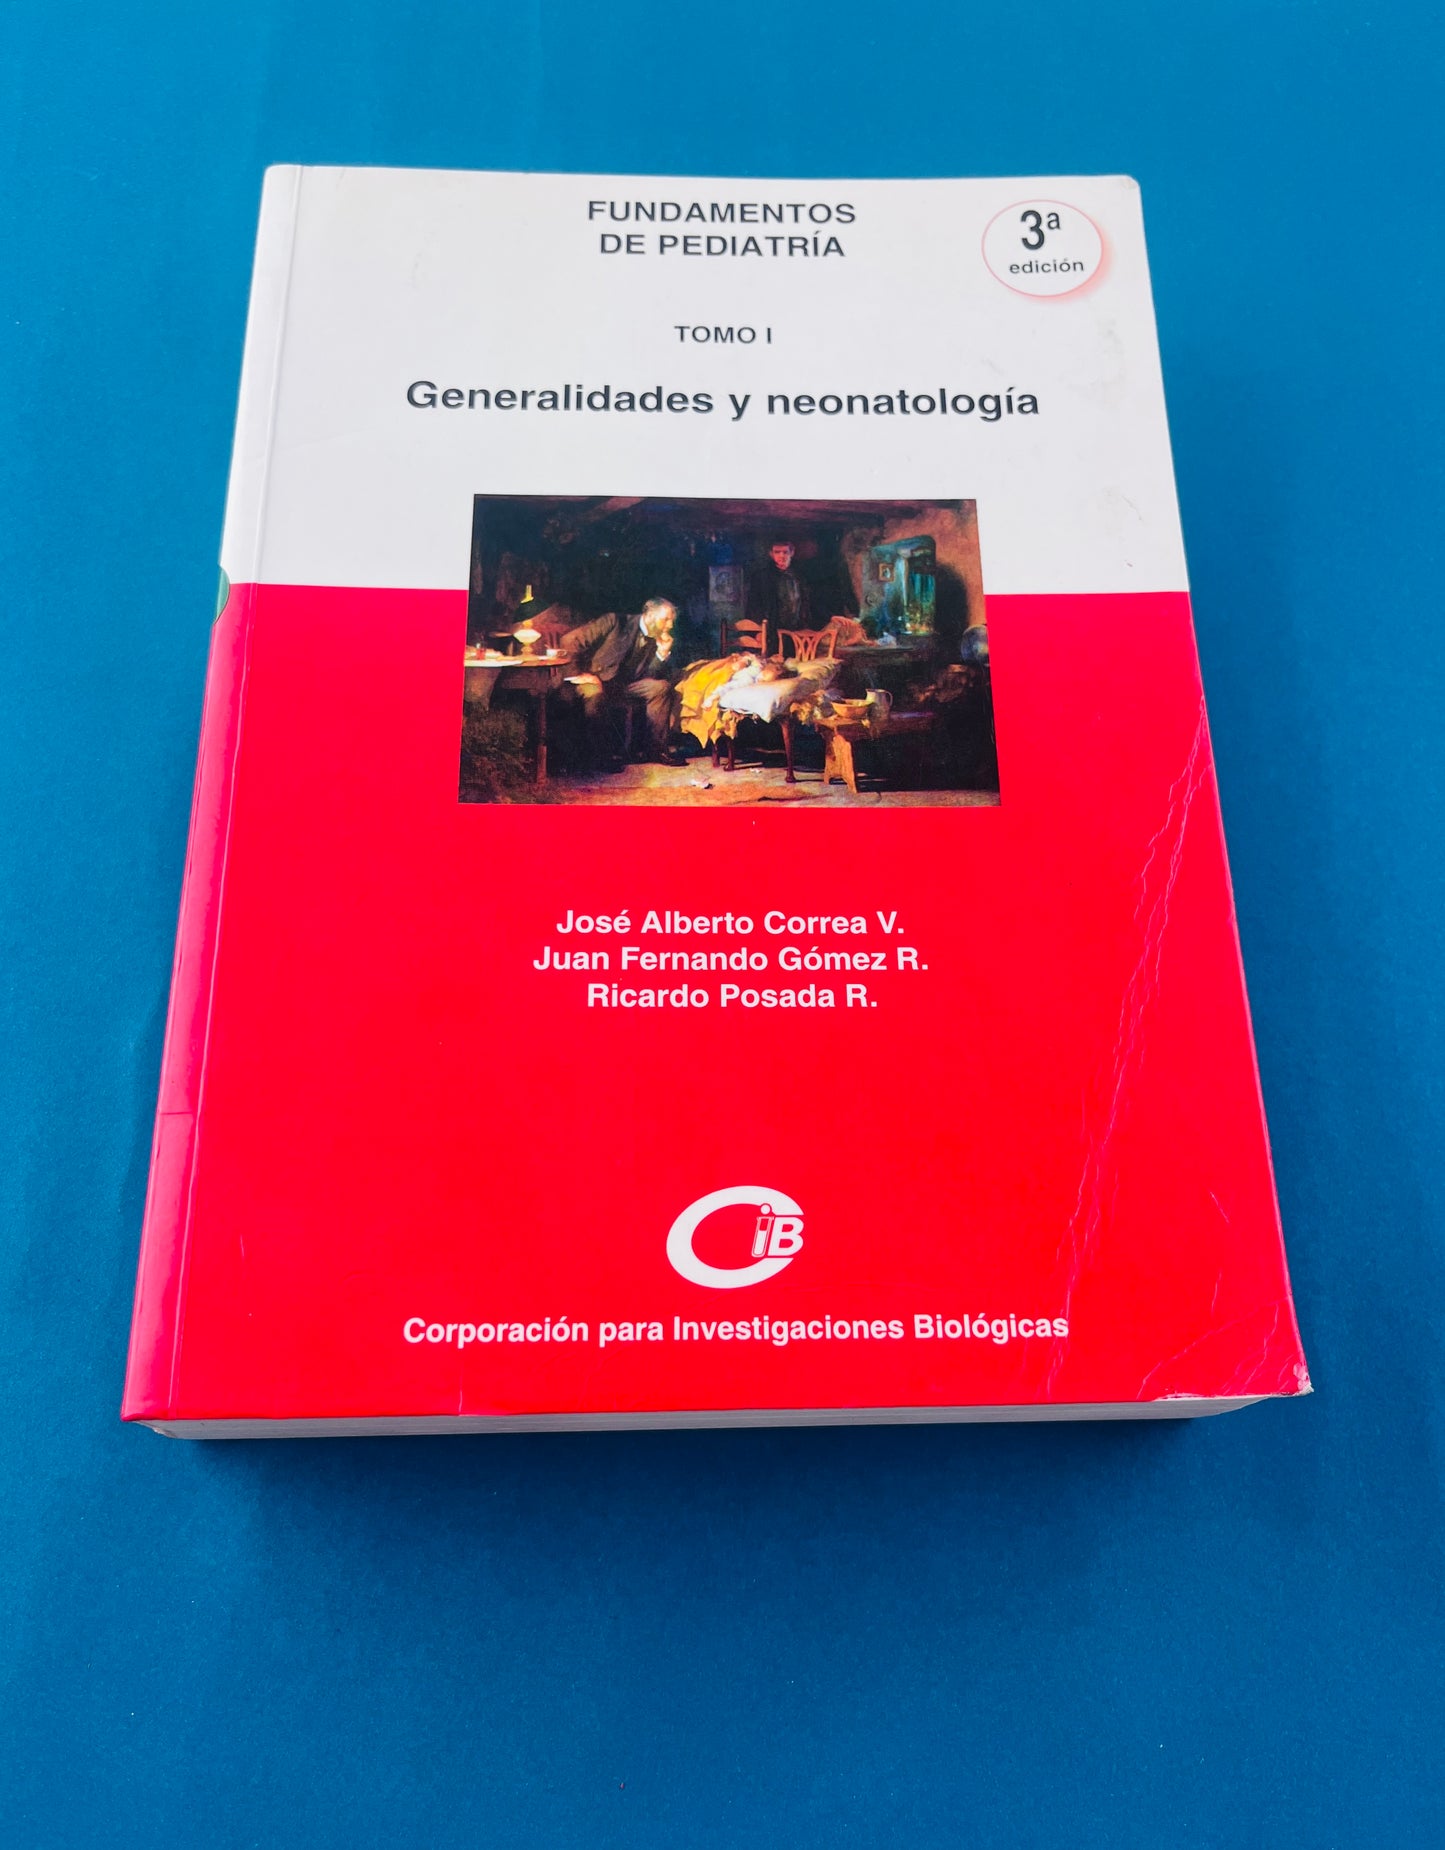 FUNDAMENTOS
DE PEDIATRÍA
3ª
edición
TOMO I
Generalidades y neonatología
José Alberto Correa V.
Juan Fernando Gómez R.
Ricardo Posada R.
CiB
Corporación para Investigaciones Biológicas